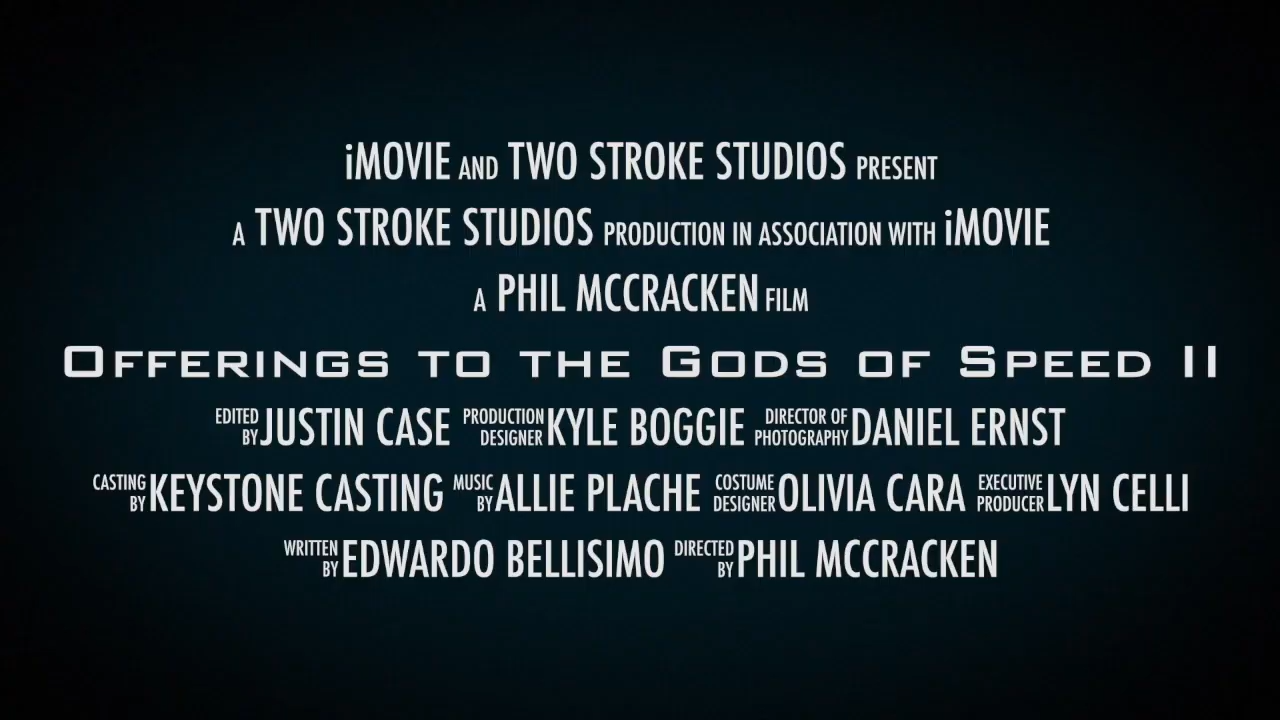 iMOVIE AND TWO STROKE STUDIOS PRESENT
A TWO STROKE STUDIOS PRODUCTION IN ASSOCIATION WITH iMOVIE
A PHIL MCCRACKEN FILM
OFFERINGS TO THE GODS OF SPEED II
EDITED BY JUSTIN CASE PRODUCTION DESIGNER KYLE BOGGIE DIRECTOR OF PHOTOGRAPHY DANIEL ERNST
CASTING BY KEYSTONE CASTING MUSIC BY ALLIE PLACHE COSTUME DESIGNER OLIVIA CARA EXECUTIVE PRODUCER LYN CELLI
WRITTEN BY EDWARDO BELLISIMO DIRECTED BY PHIL MCCRACKEN